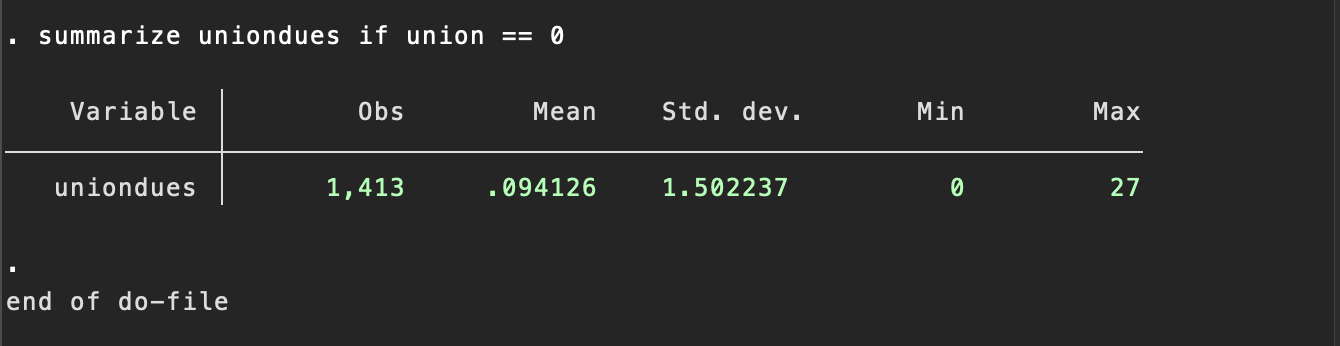 . summarize uniondues if union == 0
Variable Obs Mean Std. dev. Min Max
uniondues 1,413 .094126 1.502237 0 27
.
end of do-file